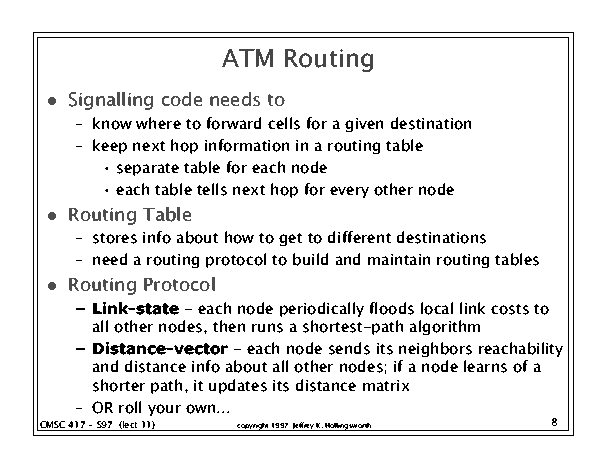 ATM Routing
● Signalling code needs to
– know where to forward cells for a given destination
– keep next hop information in a routing table
• separate table for each node
• each table tells next hop for every other node
● Routing Table
– stores info about how to get to different destinations
– need a routing protocol to build and maintain routing tables
● Routing Protocol
– Link-state – each node periodically floods local link costs to
all other nodes, then runs a shortest-path algorithm
– Distance-vector – each node sends its neighbors reachability
and distance info about all other nodes; if a node learns of a
shorter path, it updates its distance matrix
– OR roll your own...
CMSC 417 - S97 (lect 11)
copyright 1997 Jeffrey K. Hollingsworth
8